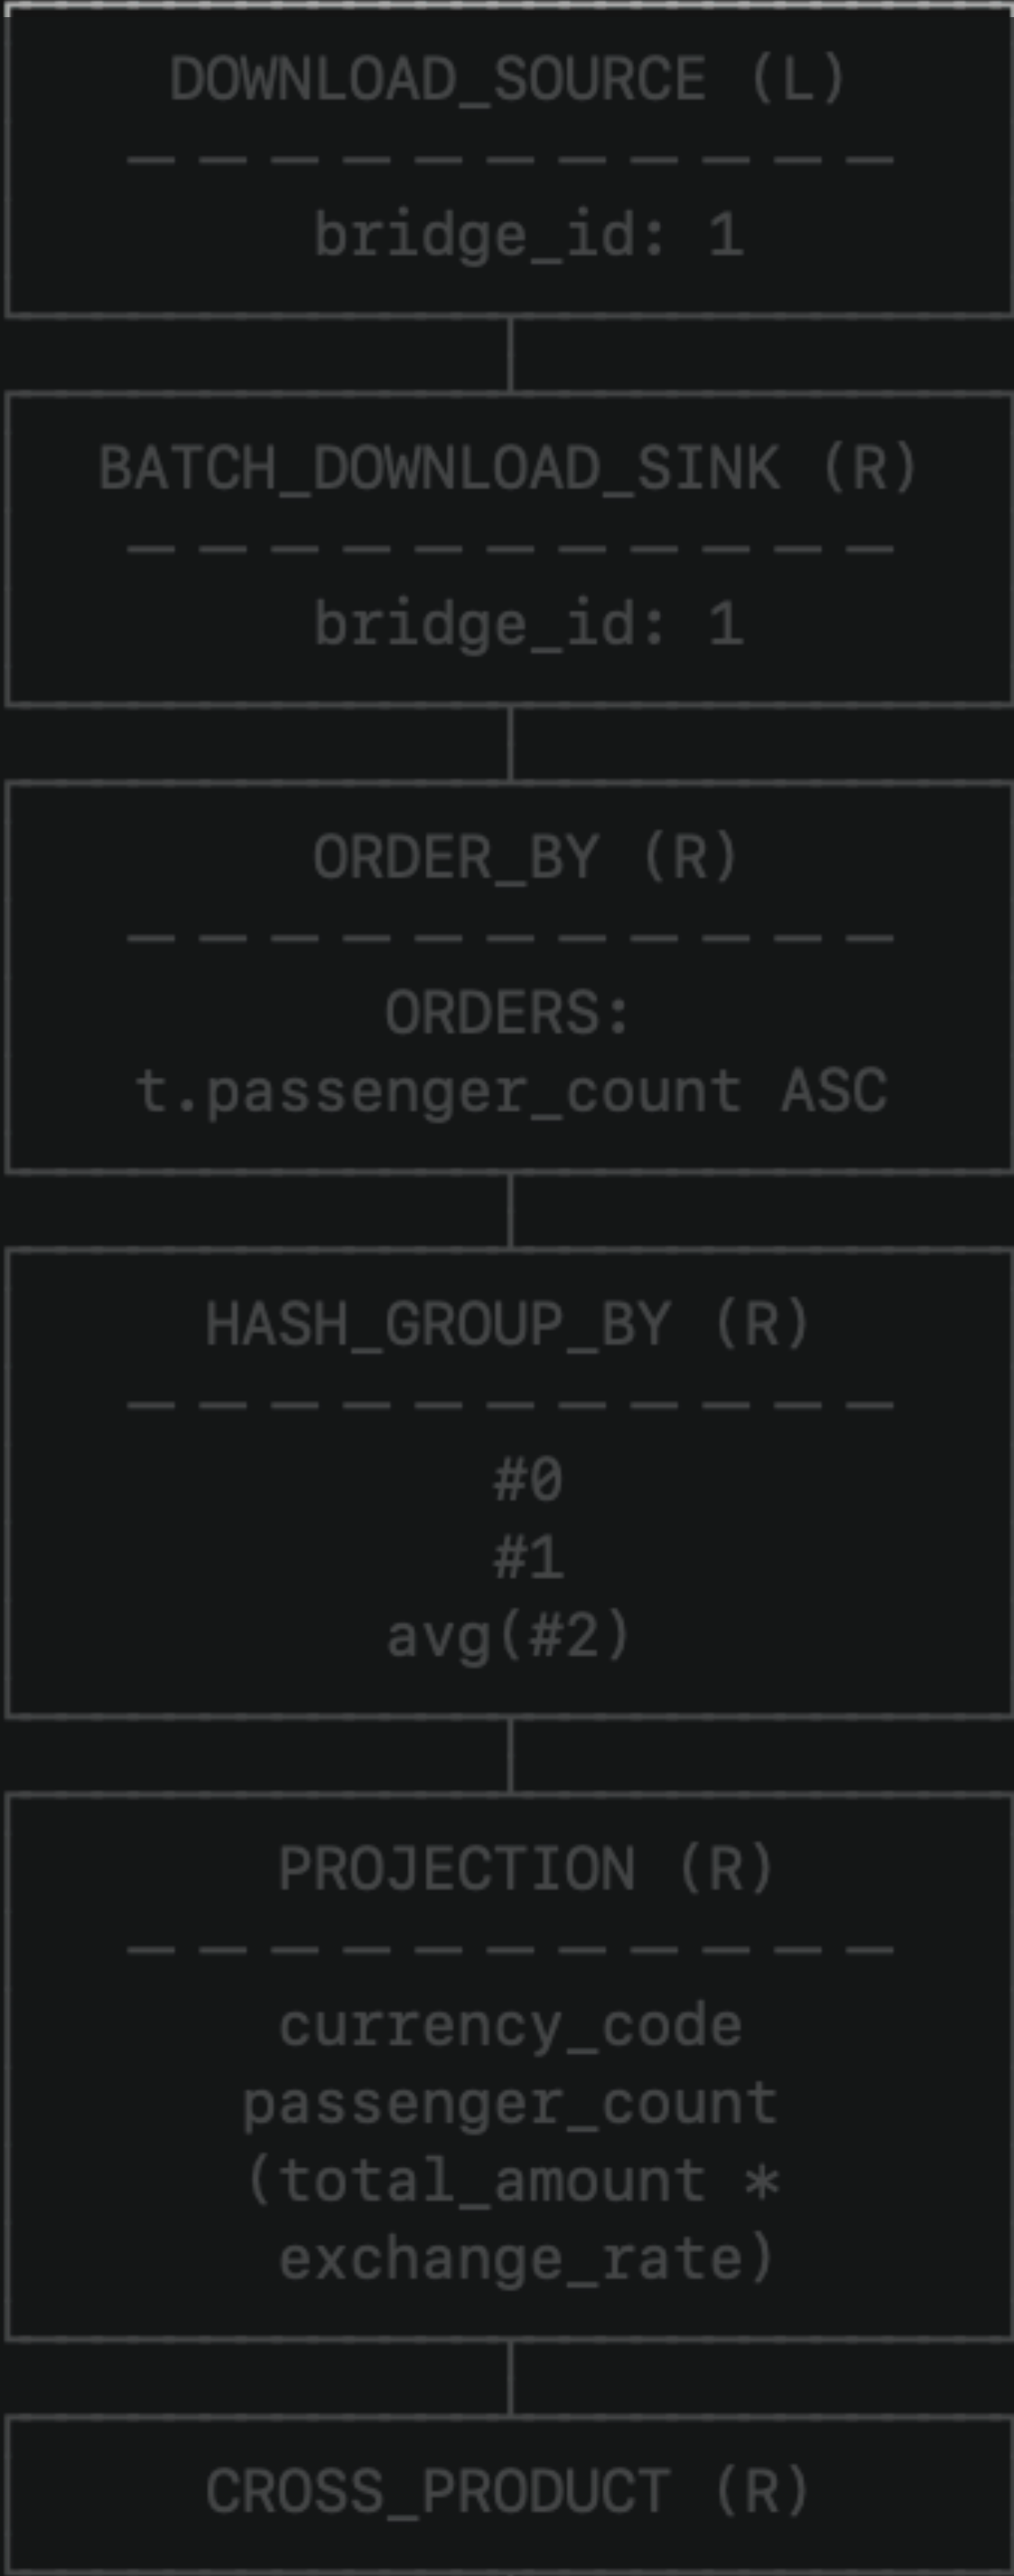 DOWNLOAD_SOURCE (L)
bridge_id: 1
BATCH_DOWNLOAD_SINK (R)
bridge_id: 1
ORDER_BY (R)
ORDERS:
t.passenger_count ASC
HASH_GROUP_BY (R)
#0
#1
avg(#2)
PROJECTION (R)
currency_code
passenger_count
(total_amount *
exchange_rate)
CROSS_PRODUCT (R)